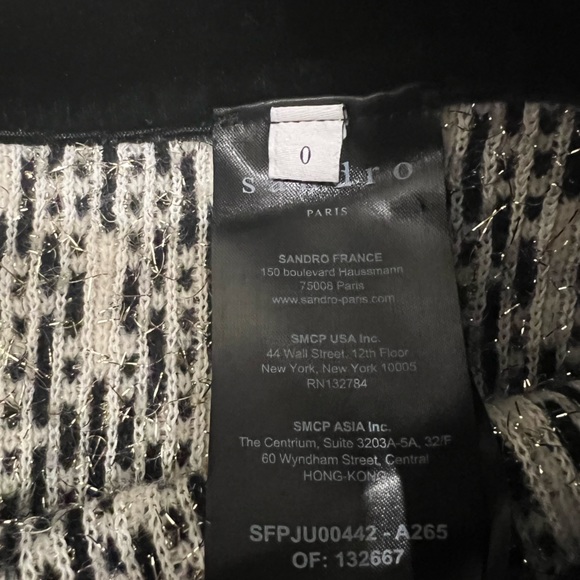 0
sandro
PARIS
SANDRO FRANCE
150 boulevard Haussmann
75008 Paris
www.sandro-paris.com
SMCP USA Inc.
44 Wall Street. 12th Floor
New York, New York 10005
RN132784
SMCP ASIA Inc.
The Centrium, Suite 3203A-5A, 32/F
60 Wyndham Street, Central
HONG-KONG
SFPJU00442 - A265
OF: 132667